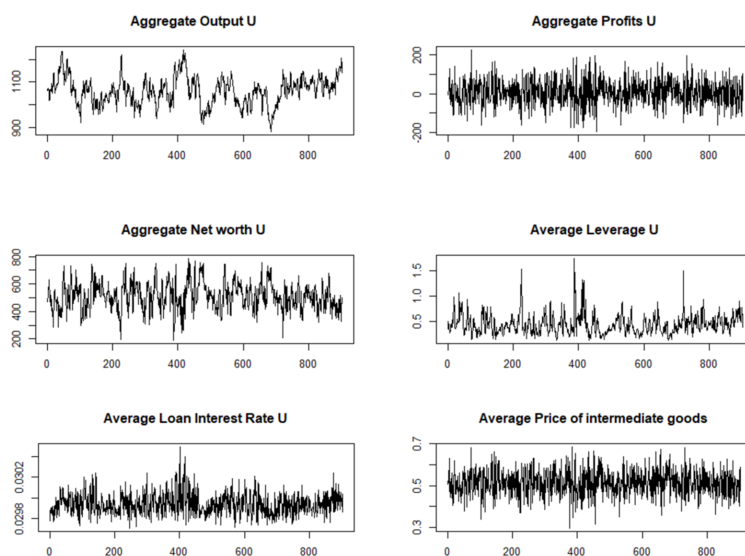 Aggregate Output U
Aggregate Profits U
900 1100
0 200 400 600 800
-200 0 200
0 200 400 600 800
Aggregate Net worth U
Average Leverage U
200 400 600 800
0 200 400 600 800
0.5 1.0 1.5
0 200 400 600 800
Average Loan Interest Rate U
Average Price of intermediate goods
0.0298 0.0302
0 200 400 600 800
0.3 0.5 0.7
0 200 400 600 800